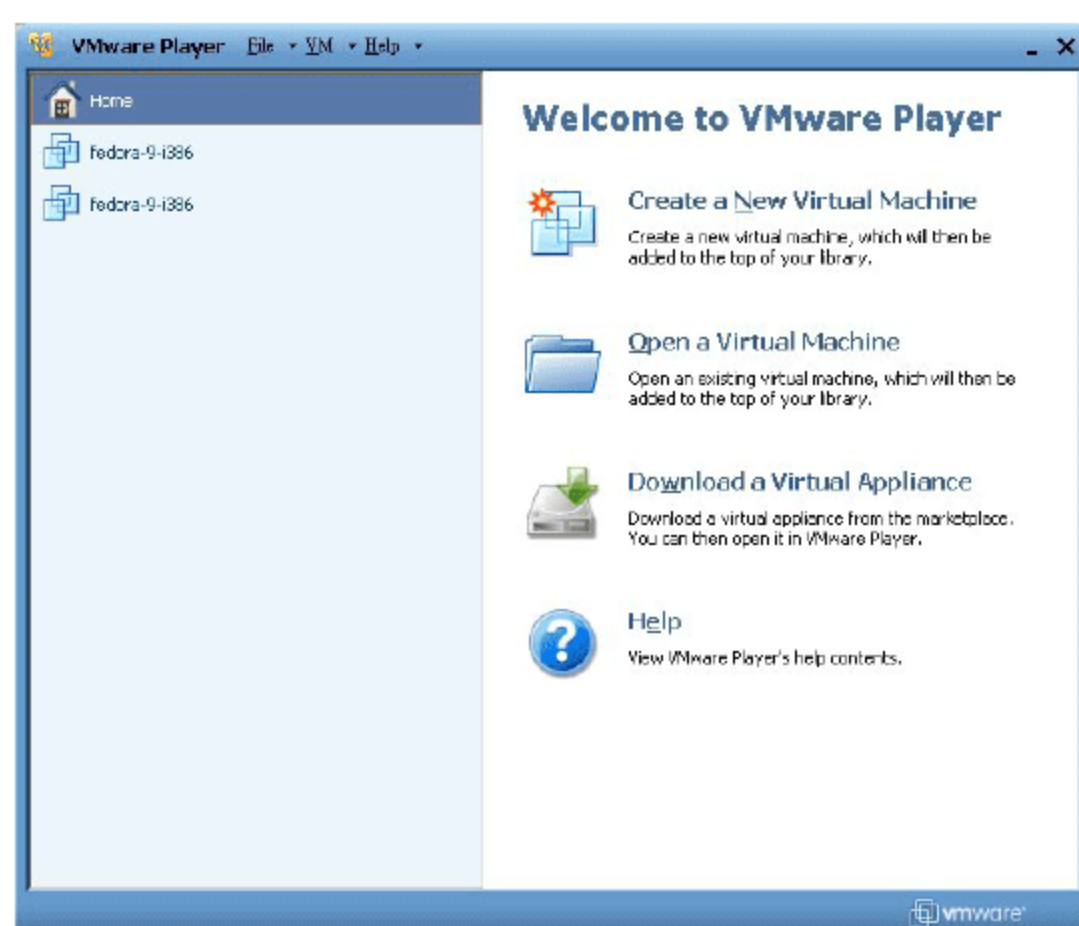 VMware Player File VM Help
Home
fedora-9-i386
fedora-9-i386
Welcome to VMware Player
Create a New Virtual Machine
Create a new virtual machine, which will then be
added to the top of your library.
Open a Virtual Machine
Open an existing virtual machine, which will then be
added to the top of your library.
Download a Virtual Appliance
Download a virtual appliance from the marketplace.
You can then open it in VMware Player.
Help
View VMware Player's help contents.
vmware